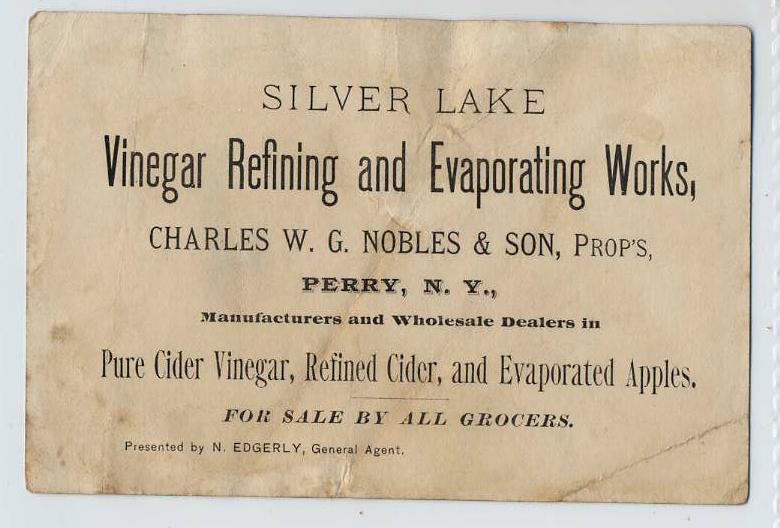 SILVER LAKE
Vinegar Refining and Evaporating Works,
CHARLES W. G. NOBLES & SON, PROP'S,
PERRY, N. Y.,
Manufacturers and Wholesale Dealers in
Pure Cider Vinegar, Refined Cider, and Evaporated Apples.
FOR SALE BY ALL GROCERS.
Presented by N. EDGERLY, General Agent.